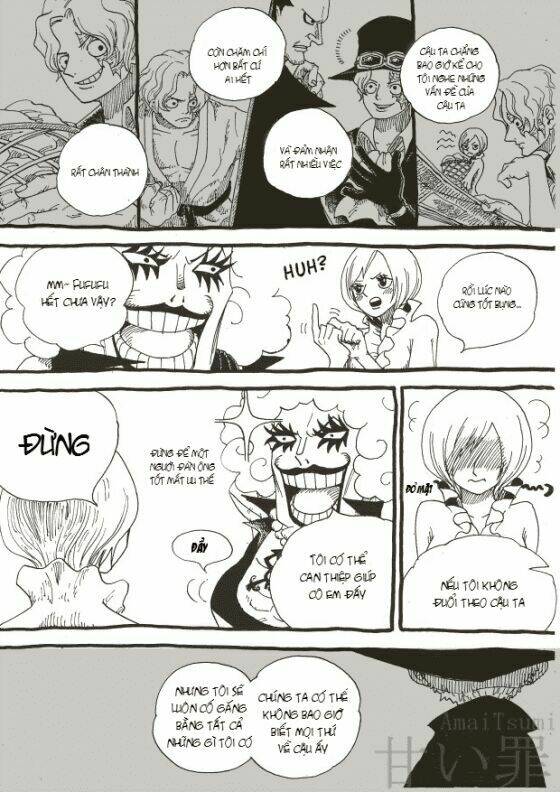 CẬU TA CHẲNG
BAO GIỜ KỂ CHO
TÔI NGHE NHỮNG
VẤN ĐỀ CỦA
CẬU TA
CÒN CHĂM CHỈ
HƠN BẤT CỨ
AI HẾT
VÀ ĐẢM NHẬN
RẤT NHIỀU VIỆC
RẤT CHÂN THÀNH
RỒI LÚC NÀO
CŨNG TỐT BỤNG...
HUH?
MM~ FUFUFU
HẾT CHƯA VẬY?
ĐỎ MẶT
NẾU TÔI KHÔNG
ĐUỔI THEO CẬU TA
ĐỪNG ĐỂ MỘT
NGƯỜI ĐÀN ÔNG
TỐT MẤT ƯU THẾ
ĐẨY
TÔI CÓ THỂ
CAN THIỆP GIÚP
CÔ EM ĐẤY
ĐỪNG
CHÚNG TA CÓ THỂ
KHÔNG BAO GIỜ
BIẾT MỌI THỨ
VỀ CẬU ẤY
NHƯNG TÔI SẼ
LUÔN CỐ GẮNG
BẰNG TẤT CẢ
NHỮNG GÌ TÔI CÓ
AmaiTsumi
甘い罪